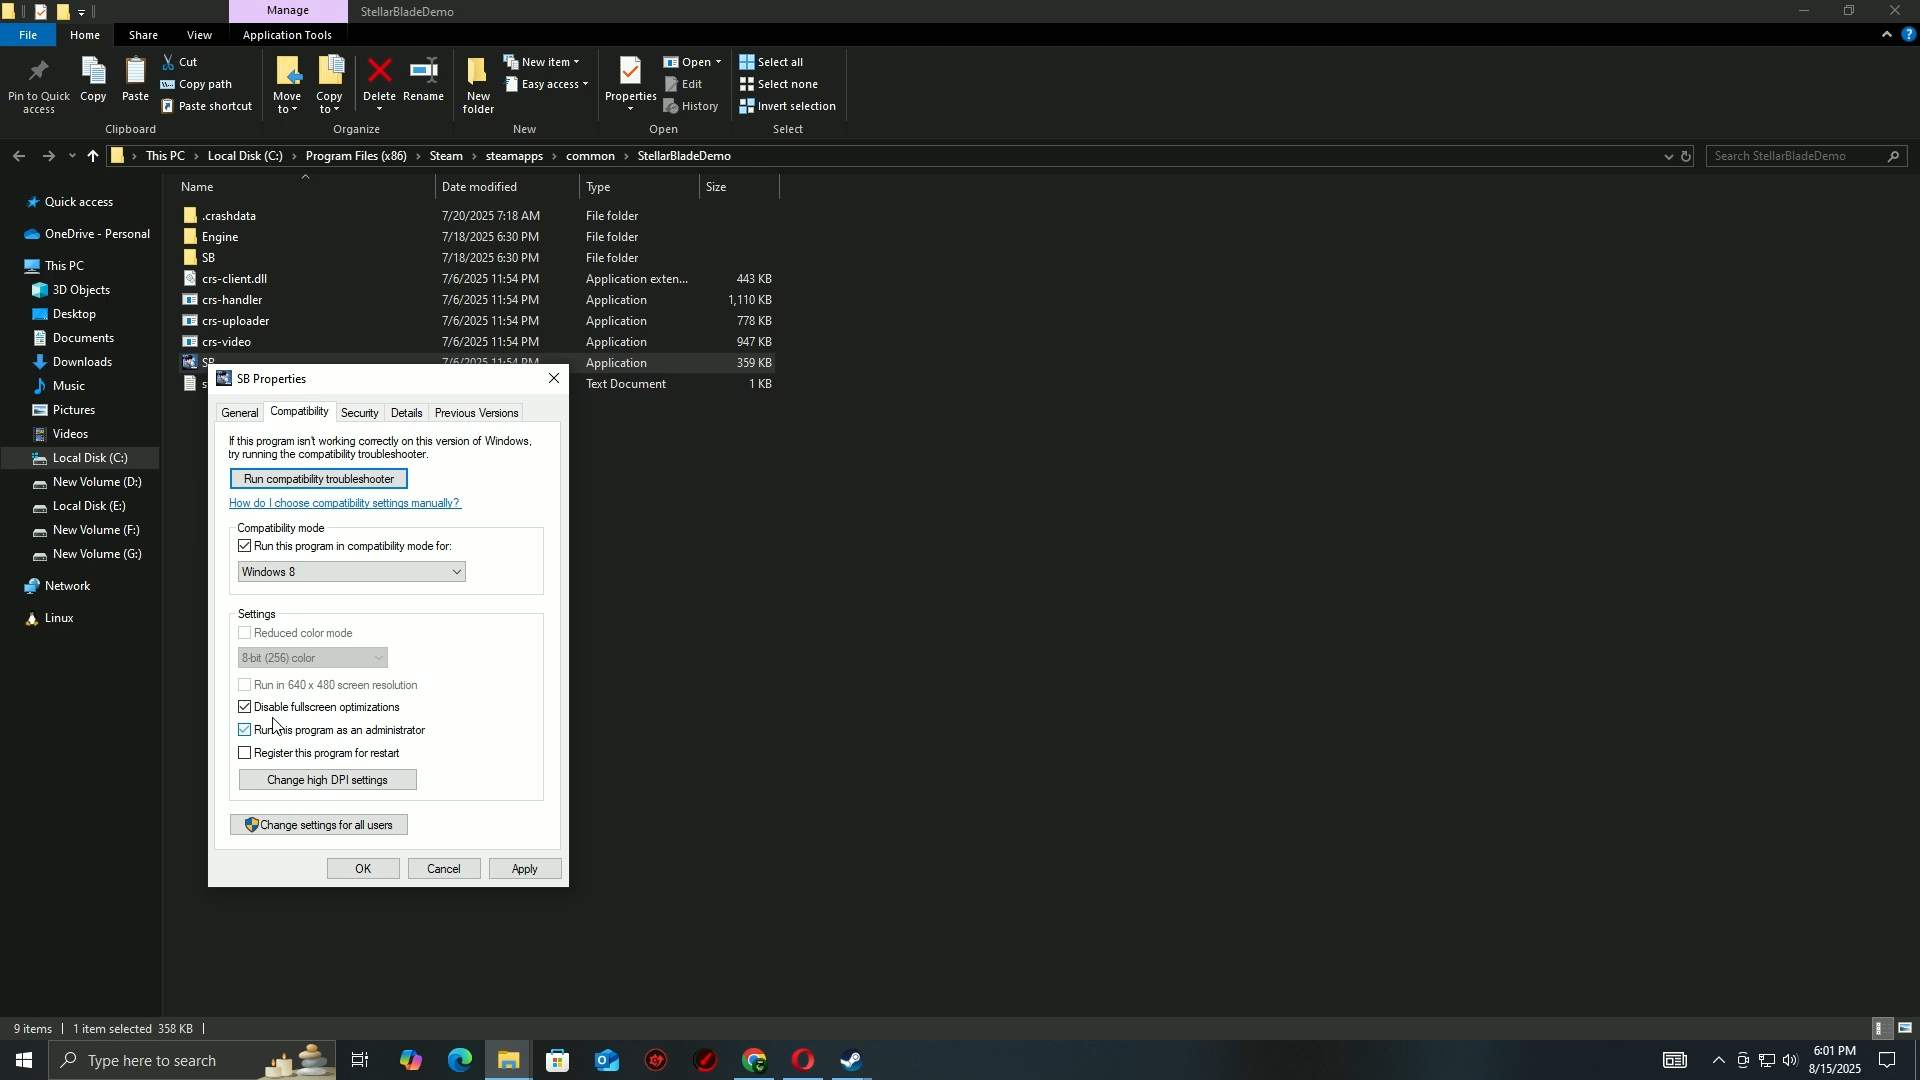 Manage
StellarBladeDemo
File
Home
Share
View
Application Tools
Pin to Quick access
Copy
Paste
Cut
Copy path
Paste shortcut
Move to
Copy to
Delete
Rename
New folder
New item
Easy access
Properties
Open
Edit
History
Select all
Select none
Invert selection
Clipboard
Organize
New
Open
Select
This PC > Local Disk (C:) > Program Files (x86) > Steam > steamapps > common > StellarBladeDemo
Search StellarBladeDemo
Name Date modified Type Size
.crashdata 7/20/2025 7:18 AM File folder
Engine 7/18/2025 6:30 PM File folder
SB 7/18/2025 6:30 PM File folder
crs-client.dll 7/6/2025 11:54 PM Application exten... 443 KB
crs-handler 7/6/2025 11:54 PM Application 1,110 KB
crs-uploader 7/6/2025 11:54 PM Application 778 KB
crs-video 7/6/2025 11:54 PM Application 947 KB
SB 7/6/2025 11:54 PM Application 359 KB
s Text Document 1 KB
Quick access
OneDrive - Personal
This PC
3D Objects
Desktop
Documents
Downloads
Music
Pictures
Videos
Local Disk (C:)
New Volume (D:)
Local Disk (E:)
New Volume (F:)
New Volume (G:)
Network
Linux
SB Properties
General Compatibility Security Details Previous Versions
If this program isn't working correctly on this version of Windows,
try running the compatibility troubleshooter.
Run compatibility troubleshooter
How do I choose compatibility settings manually?
Compatibility mode
Run this program in compatibility mode for:
Windows 8
Settings
Reduced color mode
8-bit (256) color
Run in 640 x 480 screen resolution
Disable fullscreen optimizations
Run this program as an administrator
Register this program for restart
Change high DPI settings
Change settings for all users
OK Cancel Apply
9 items
1 item selected 358 KB
Type here to search
6:01 PM
8/15/2025